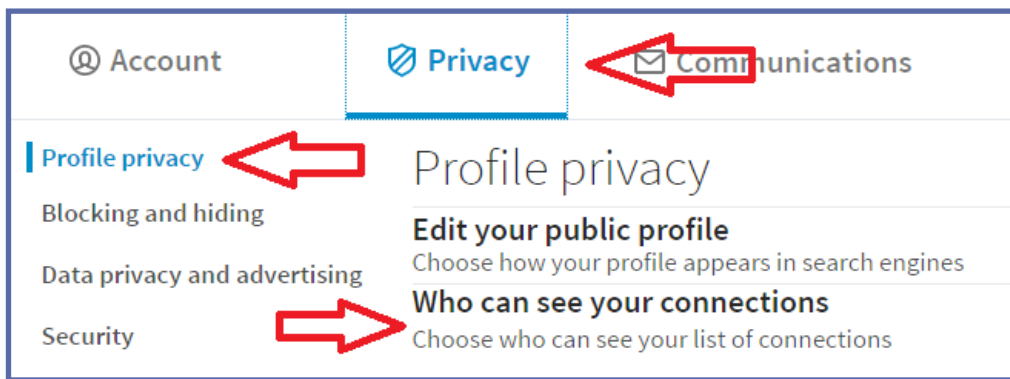 Account Privacy Communications
Profile privacy
Blocking and hiding
Data privacy and advertising
Security
Profile privacy
Edit your public profile
Choose how your profile appears in search engines
Who can see your connections
Choose who can see your list of connections